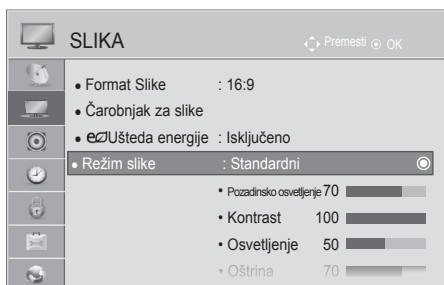 SLIKA Premesti OK
• Format Slike : 16:9
• Čarobnjak za slike
• Ušteda energije : Isključeno
• Režim slike : Standardni
• Pozadinsko osvetljenje 70
• Kontrast 100
• Osvetljenje 50
• Oštrina 70